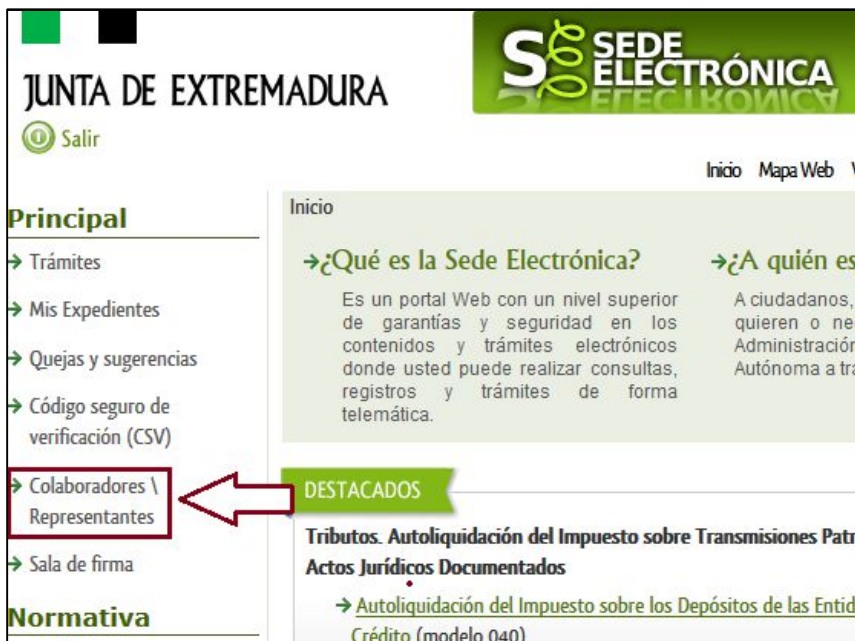 JUNTA DE EXTREMADURA
SEDE
ELECTRÓNICA
Salir
Inicio Mapa Web
Principal
Trámites
Mis Expedientes
Quejas y sugerencias
Código seguro de
verificación (CSV)
Colaboradores \
Representantes
Sala de firma
Normativa
Inicio
¿Qué es la Sede Electrónica?
Es un portal Web con un nivel superior
de garantías y seguridad en los
contenidos y trámites electrónicos
donde usted puede realizar consultas,
registros y trámites de forma
telemática.
¿A quién es
A ciudadanos,
quieren o ne
Administración
Autónoma a tra
DESTACADOS
Tributos. Autoliquidación del Impuesto sobre Transmisiones Patr
Actos Jurídicos Documentados
Autoliquidación del Impuesto sobre los Depósitos de las Entid
Crédito (modelo 040)